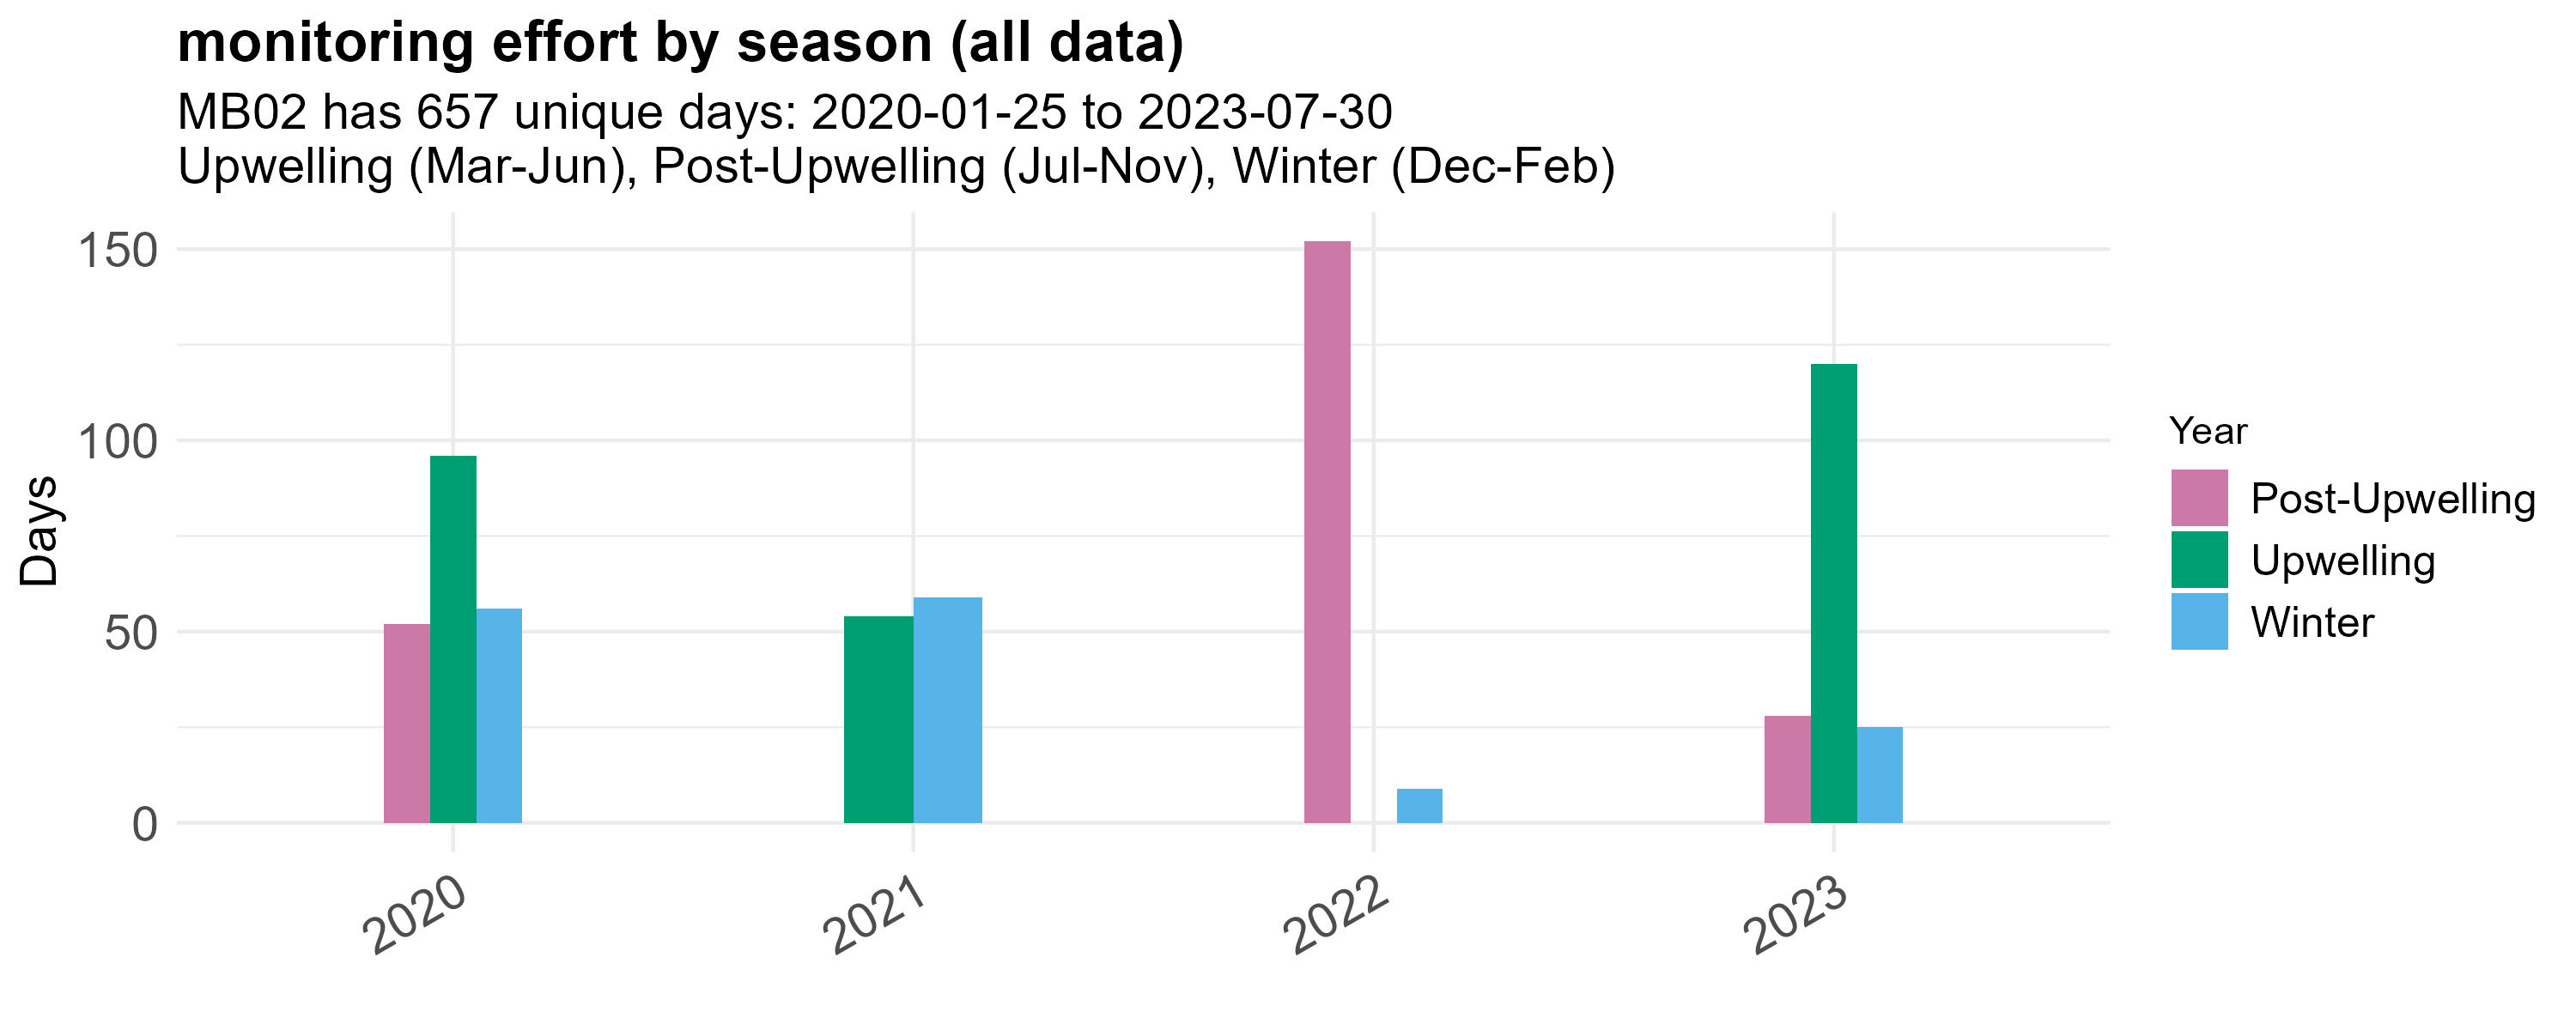 monitoring effort by season (all data)
MB02 has 657 unique days: 2020-01-25 to 2023-07-30
Upwelling (Mar-Jun), Post-Upwelling (Jul-Nov), Winter (Dec-Feb)
150
100
50
0
Days
2020
2021
2022
2023
Year
Post-Upwelling
Upwelling
Winter